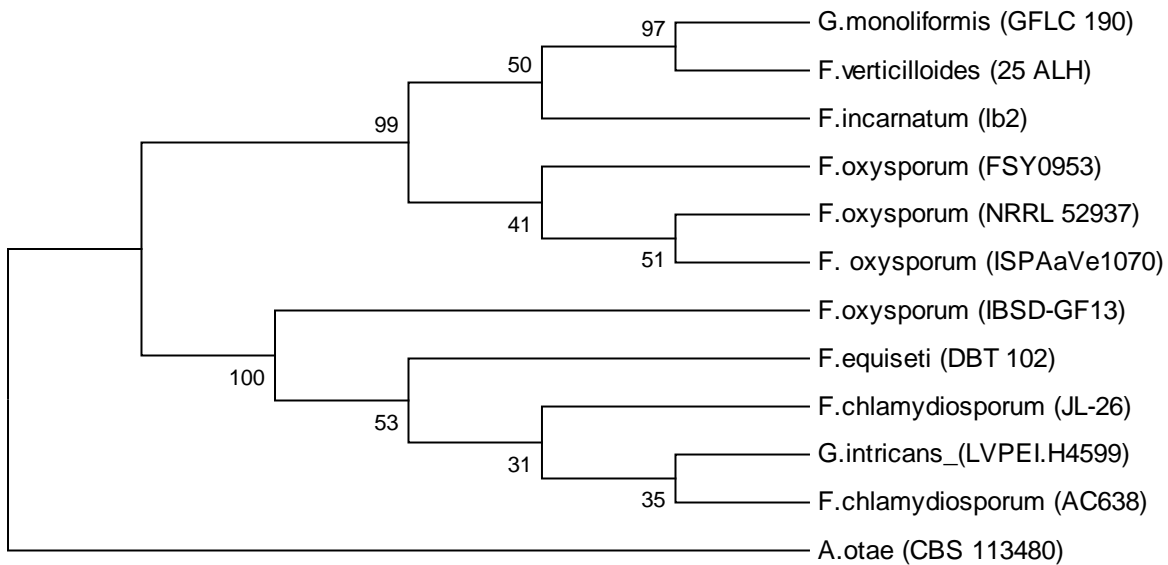 97
G.monoliformis (GFLC 190)
50
F.verticilloides (25 ALH)
99
F.incarnatum (lb2)
F.oxysporum (FSY0953)
41
F.oxysporum (NRRL 52937)
51
F. oxysporum (ISPAaVe1070)
F.oxysporum (IBSD-GF13)
100
F.equiseti (DBT 102)
53
F.chlamydiosporum (JL-26)
31
G.intricans_(LVPEI.H4599)
35
F.chlamydiosporum (AC638)
A.otae (CBS 113480)